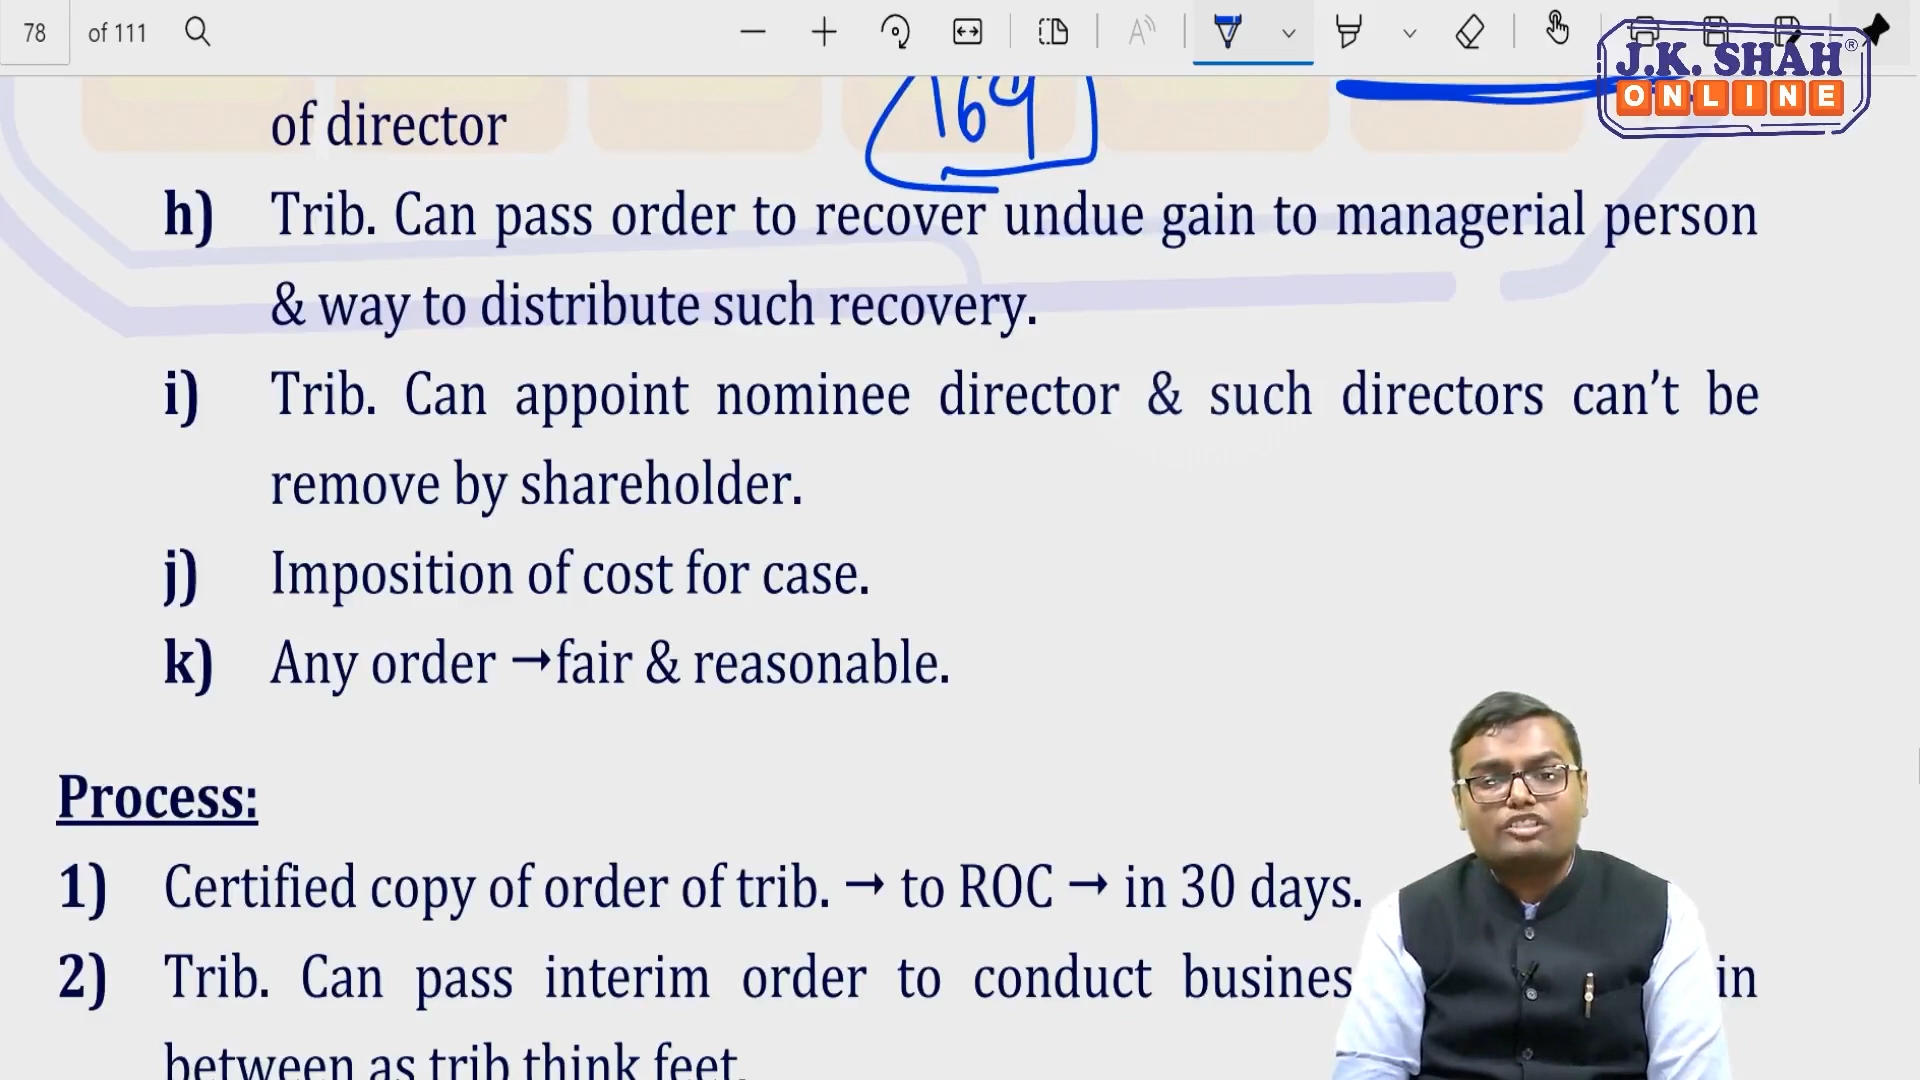 78 of 111
J.K. SHAH®
ONLINE
of director
164
h) Trib. Can pass order to recover undue gain to managerial person
& way to distribute such recovery.
i) Trib. Can appoint nominee director & such directors can’t be
remove by shareholder.
j) Imposition of cost for case.
k) Any order →fair & reasonable.
Process:
1) Certified copy of order of trib. → to ROC → in 30 days.
2) Trib. Can pass interim order to conduct busines in
between as trib think feet.